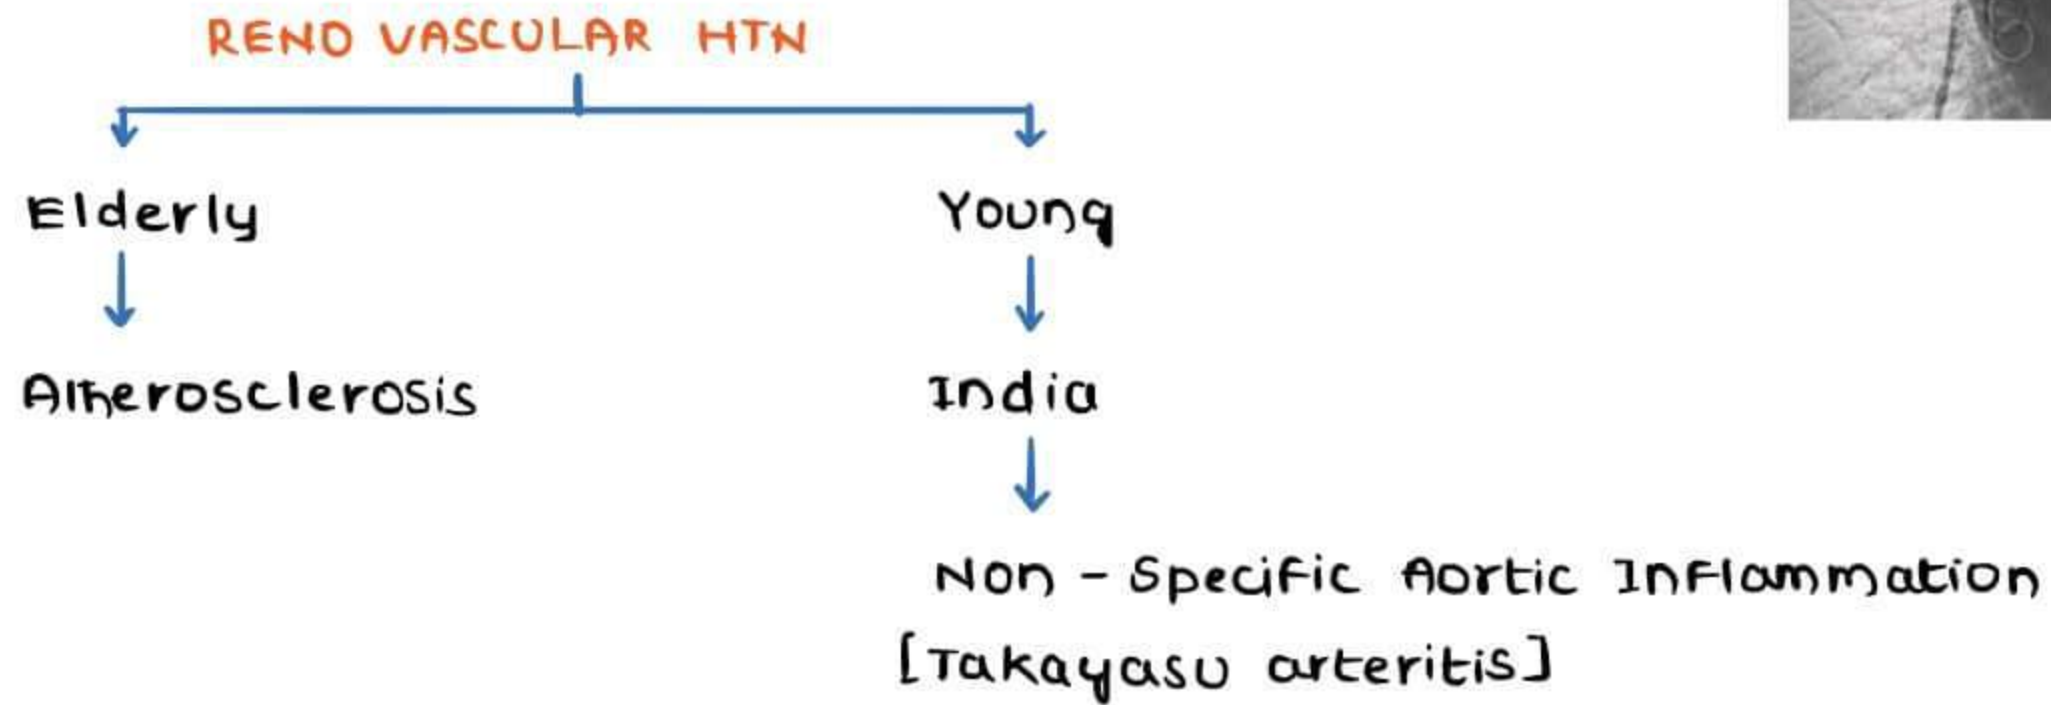 RENO VASCULAR HTN
Elderly
Young
Atherosclerosis
India
Non - Specific Aortic Inflammation
[Takayasu arteritis]